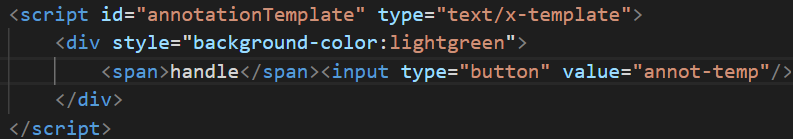 <script id="annotationTemplate" type="text/x-template">
<div style="background-color:lightgreen">
<span>handle</span><input type="button" value="annot-temp"/>
</div>
</script>